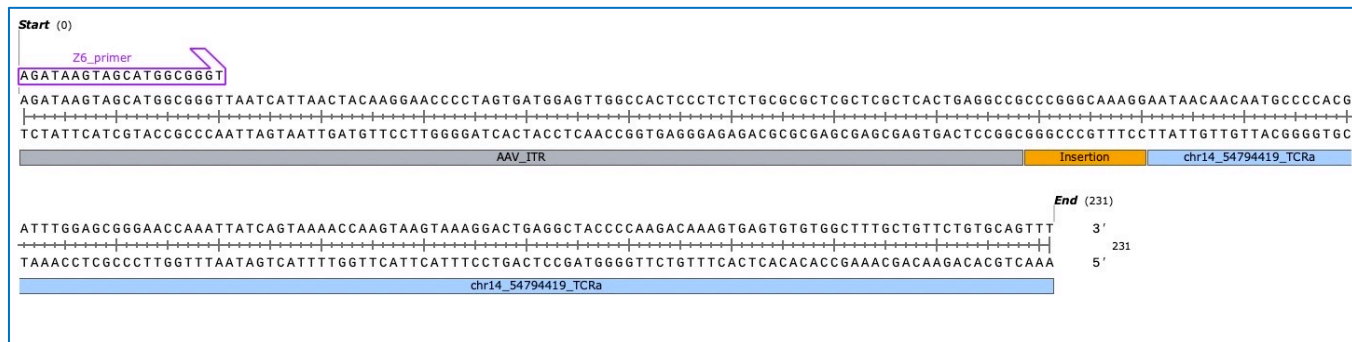 Start (0)
Z6_primer
AGATAAGTAGCATGGCGGGT
AGATAAGTAGCATGGCGGGTTAATCATTAACTACAAGGAACCCCTAGTGATGGAGTTGGCCACTCCCTCTCTGCGCGCTCGCTCGCTCACTGAGGCCGCCCGGGCAAAGGAATAACAACAATGCCCCACG
TCTATTCATCGTACCGCCCAATTAGTAATTGATGTTCCTTGGGGATCACTACCTCAACCGGTGAGGGAGAGACGCGCGAGCGAGCGAGTGACTCCGGCGGGCCCGTTTCCTTATTGTTGTTACGGGGTGC
AAV_ITR Insertion chr14_54794419_TCRa
End (231)
ATTTGGAGCGGGAACCAAATTATCAGTAAAACCAAGTAAGTAAAGGACTGAGGCTACCCCAAGACAAAGTGAGTGTGTGGCTTTGCTGTTCTGTGCAGTTT 3′
231
TAAACCTCGCCCTTGGTTTAATAGTCATTTTGGTTCATTCATTTCCTGACTCCGATGGGGTTCTGTTTCACTCACACACCGAAACGACAAGACACGTCAAA 5′
chr14_54794419_TCRa